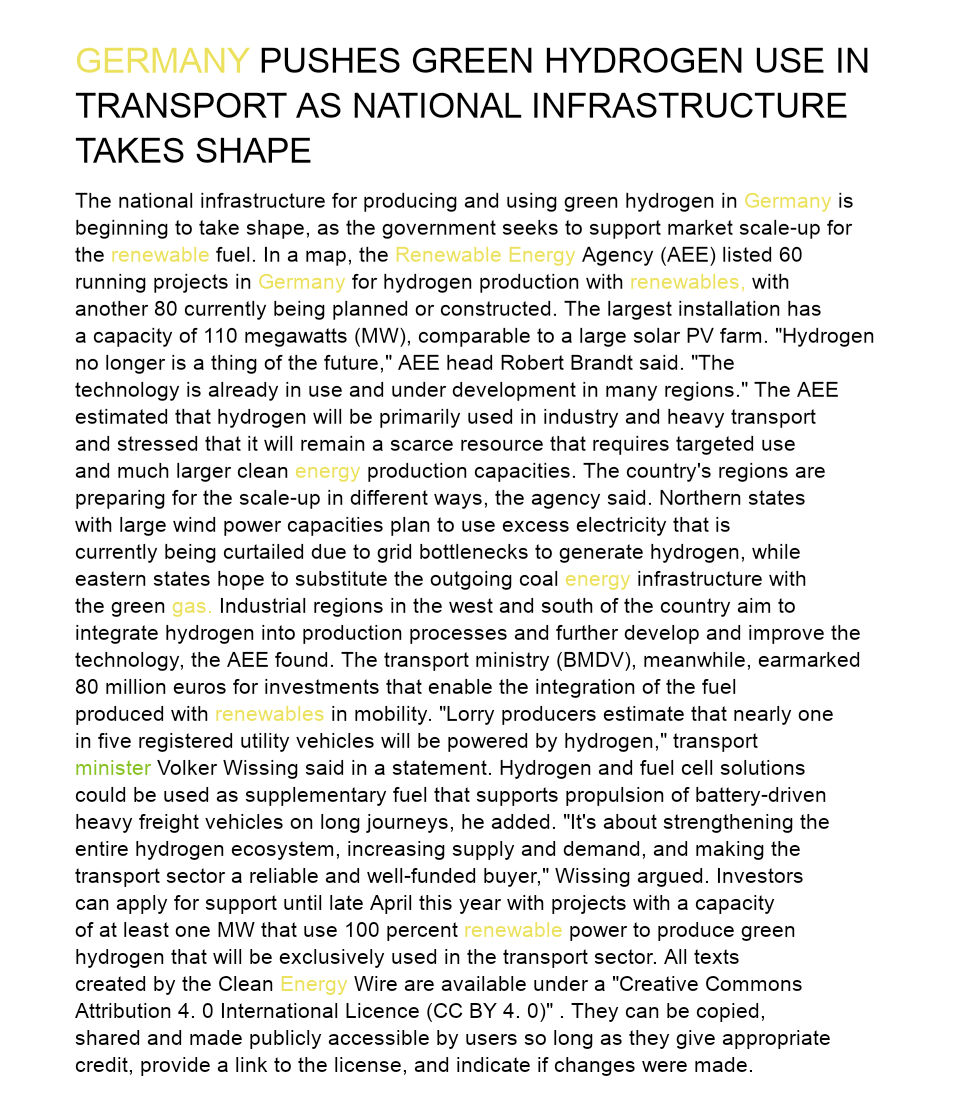 GERMANY PUSHES GREEN HYDROGEN USE IN
TRANSPORT AS NATIONAL INFRASTRUCTURE
TAKES SHAPE
The national infrastructure for producing and using green hydrogen in Germany is
beginning to take shape, as the government seeks to support market scale-up for
the renewable fuel. In a map, the Renewable Energy Agency (AEE) listed 60
running projects in Germany for hydrogen production with renewables, with
another 80 currently being planned or constructed. The largest installation has
a capacity of 110 megawatts (MW), comparable to a large solar PV farm. "Hydrogen
no longer is a thing of the future," AEE head Robert Brandt said. "The
technology is already in use and under development in many regions." The AEE
estimated that hydrogen will be primarily used in industry and heavy transport
and stressed that it will remain a scarce resource that requires targeted use
and much larger clean energy production capacities. The country's regions are
preparing for the scale-up in different ways, the agency said. Northern states
with large wind power capacities plan to use excess electricity that is
currently being curtailed due to grid bottlenecks to generate hydrogen, while
eastern states hope to substitute the outgoing coal energy infrastructure with
the green gas. Industrial regions in the west and south of the country aim to
integrate hydrogen into production processes and further develop and improve the
technology, the AEE found. The transport ministry (BMDV), meanwhile, earmarked
80 million euros for investments that enable the integration of the fuel
produced with renewables in mobility. "Lorry producers estimate that nearly one
in five registered utility vehicles will be powered by hydrogen," transport
minister Volker Wissing said in a statement. Hydrogen and fuel cell solutions
could be used as supplementary fuel that supports propulsion of battery-driven
heavy freight vehicles on long journeys, he added. "It's about strengthening the
entire hydrogen ecosystem, increasing supply and demand, and making the
transport sector a reliable and well-funded buyer," Wissing argued. Investors
can apply for support until late April this year with projects with a capacity
of at least one MW that use 100 percent renewable power to produce green
hydrogen that will be exclusively used in the transport sector. All texts
created by the Clean Energy Wire are available under a "Creative Commons
Attribution 4. 0 International Licence (CC BY 4. 0)" . They can be copied,
shared and made publicly accessible by users so long as they give appropriate
credit, provide a link to the license, and indicate if changes were made.